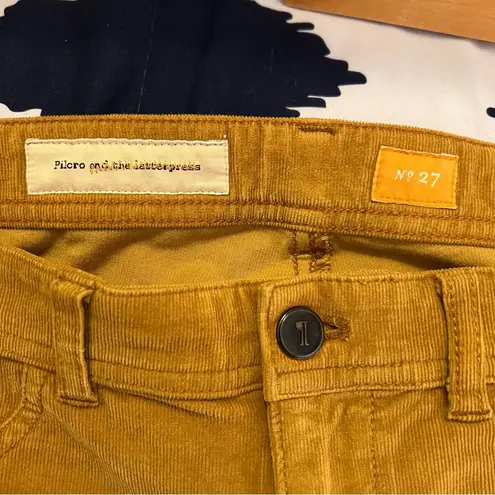 Pilcro and the letterpress
Nº 27